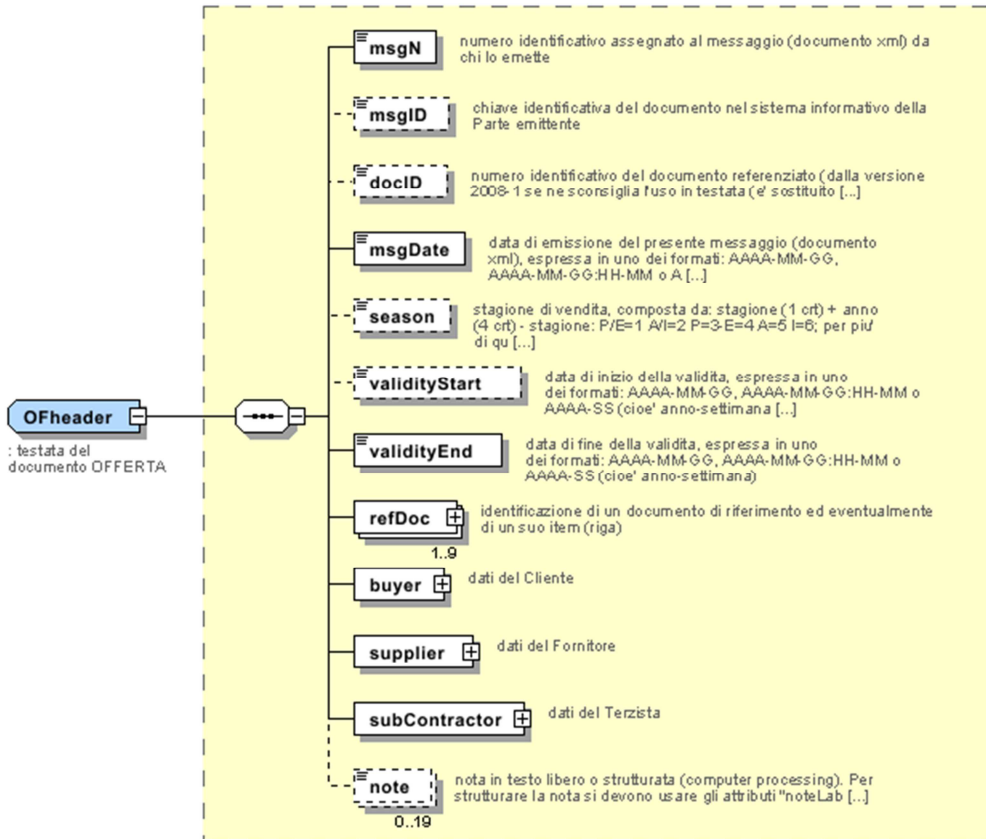 msgN
numero identificativo assegnato al messaggio (documento xml) da
chi lo emette
msgID
chiave identificativa del documento nel sistema informativo della
Parte emittente
docID
numero identificativo del documento referenziato (dalla versione
2008-1 se ne sconsiglia l'uso in testata (e' sostituito [...]
msgDate
data di emissione del presente messaggio (documento
xml), espressa in uno dei formati: AAAA-MM-GG,
AAAA-MM-GG:HH-MM o A [...]
season
stagione di vendita, composta da: stagione (1 crt) + anno
(4 crt) - stagione: P/E=1 A/I=2 P=3-E=4 A=5 I=6; per piu'
di qu [...]
validityStart
data di inizio della validita, espressa in uno
dei formati: AAAA-MM-GG, AAAA-MM-GG:HH-MM o
AAAA-SS (cioe' anno-settimana [...]
OFheader
: testata del
documento OFFERTA
validityEnd
data di fine della validita, espressa in uno
dei formati: AAAA-MM-GG, AAAA-MM-GG:HH-MM o
AAAA-SS (cioe' anno-settimana)
refDoc
identificazione di un documento di riferimento ed eventualmente
di un suo item (riga)
1..9
buyer
dati del Cliente
supplier
dati del Fornitore
subContractor
dati del Terzista
note
nota in testo libero o strutturata (computer processing). Per
strutturare la nota si devono usare gli attributi "noteLab [...]
0..19